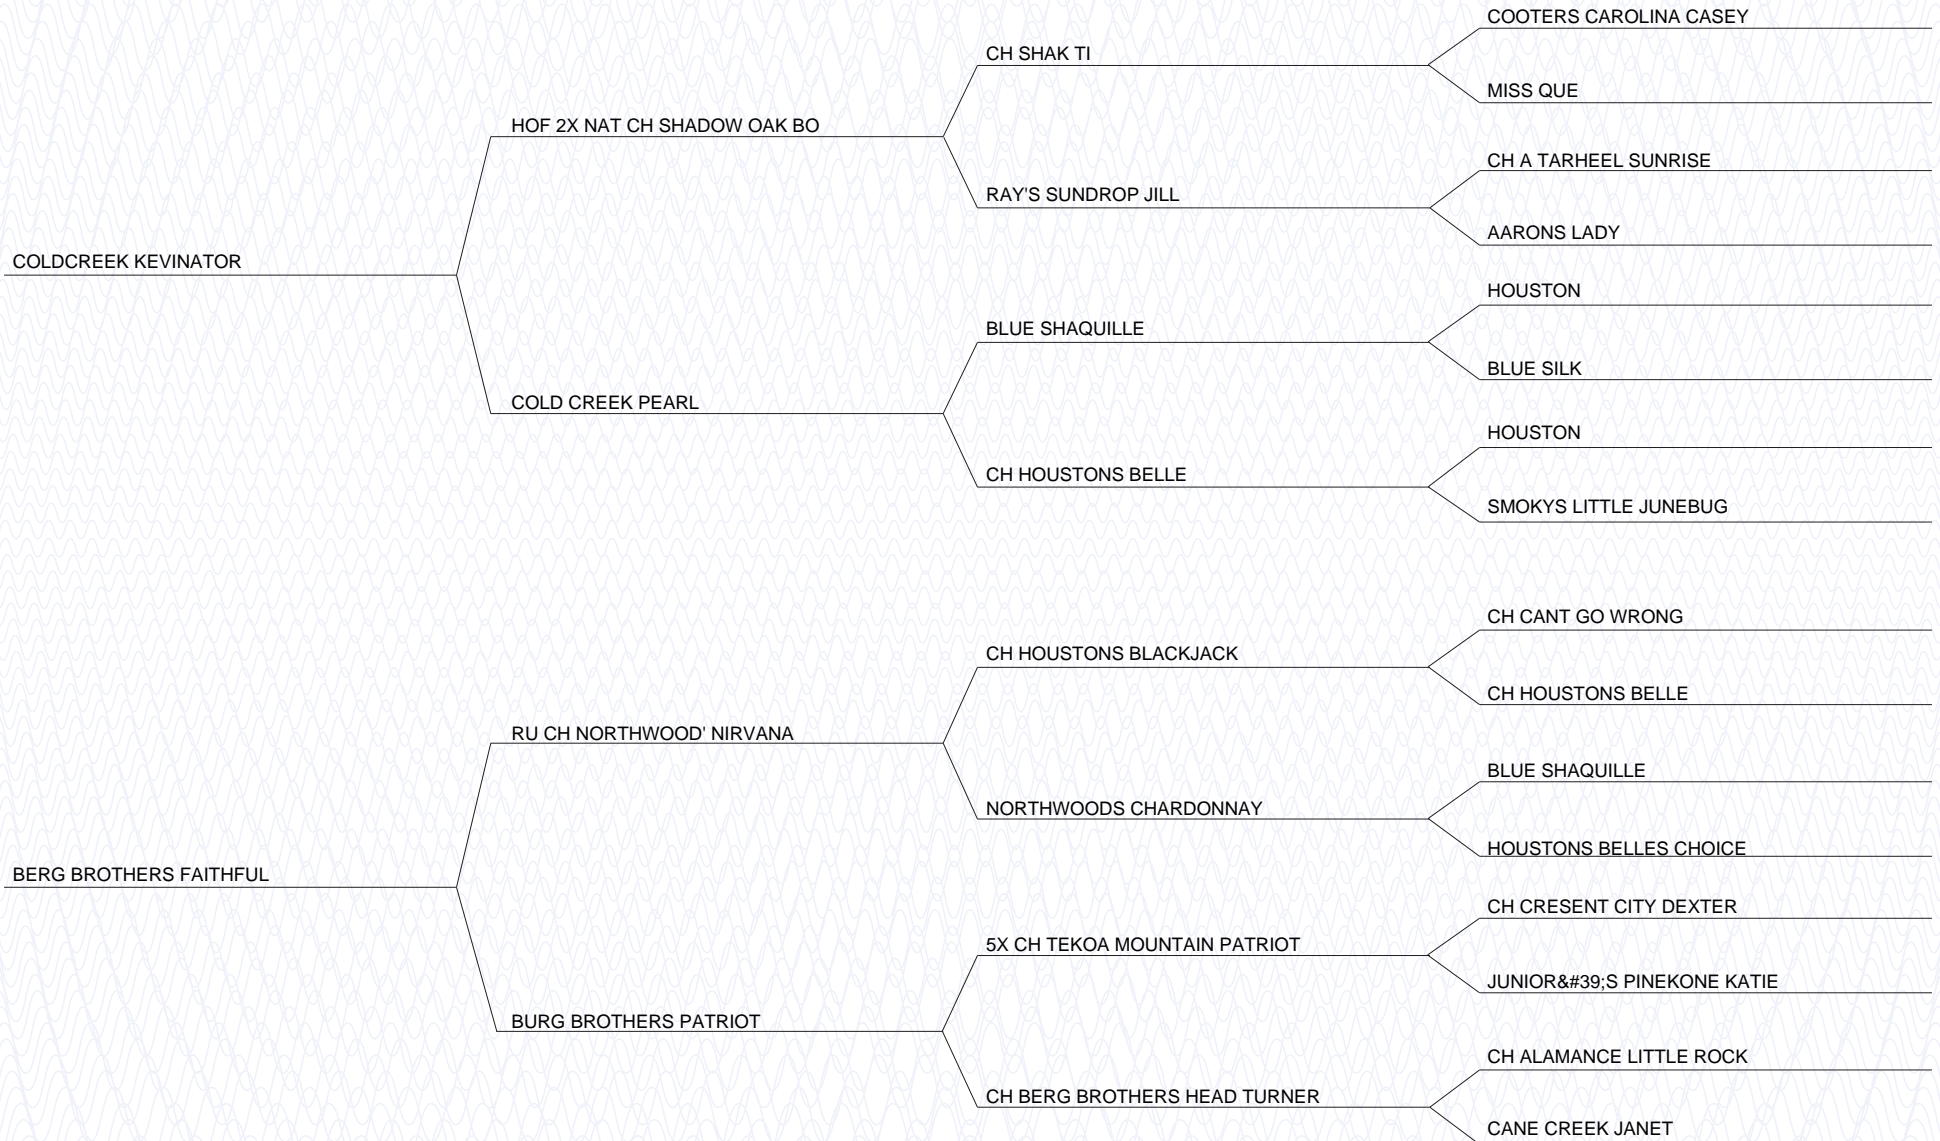 COOTERS CAROLINA CASEY
CH SHAK TI
MISS QUE
HOF 2X NAT CH SHADOW OAK BO
CH A TARHEEL SUNRISE
RAY'S SUNDROP JILL
AARONS LADY
COLDCREEK KEVINATOR
HOUSTON
BLUE SHAQUILLE
BLUE SILK
COLD CREEK PEARL
HOUSTON
CH HOUSTONS BELLE
SMOKYS LITTLE JUNEBUG
CH CANT GO WRONG
CH HOUSTONS BLACKJACK
CH HOUSTONS BELLE
RU CH NORTHWOOD' NIRVANA
BLUE SHAQUILLE
NORTHWOODS CHARDONNAY
HOUSTONS BELLES CHOICE
BERG BROTHERS FAITHFUL
CH CRESENT CITY DEXTER
5X CH TEKOA MOUNTAIN PATRIOT
JUNIOR&#39;S PINEKONE KATIE
BURG BROTHERS PATRIOT
CH ALAMANCE LITTLE ROCK
CH BERG BROTHERS HEAD TURNER
CANE CREEK JANET